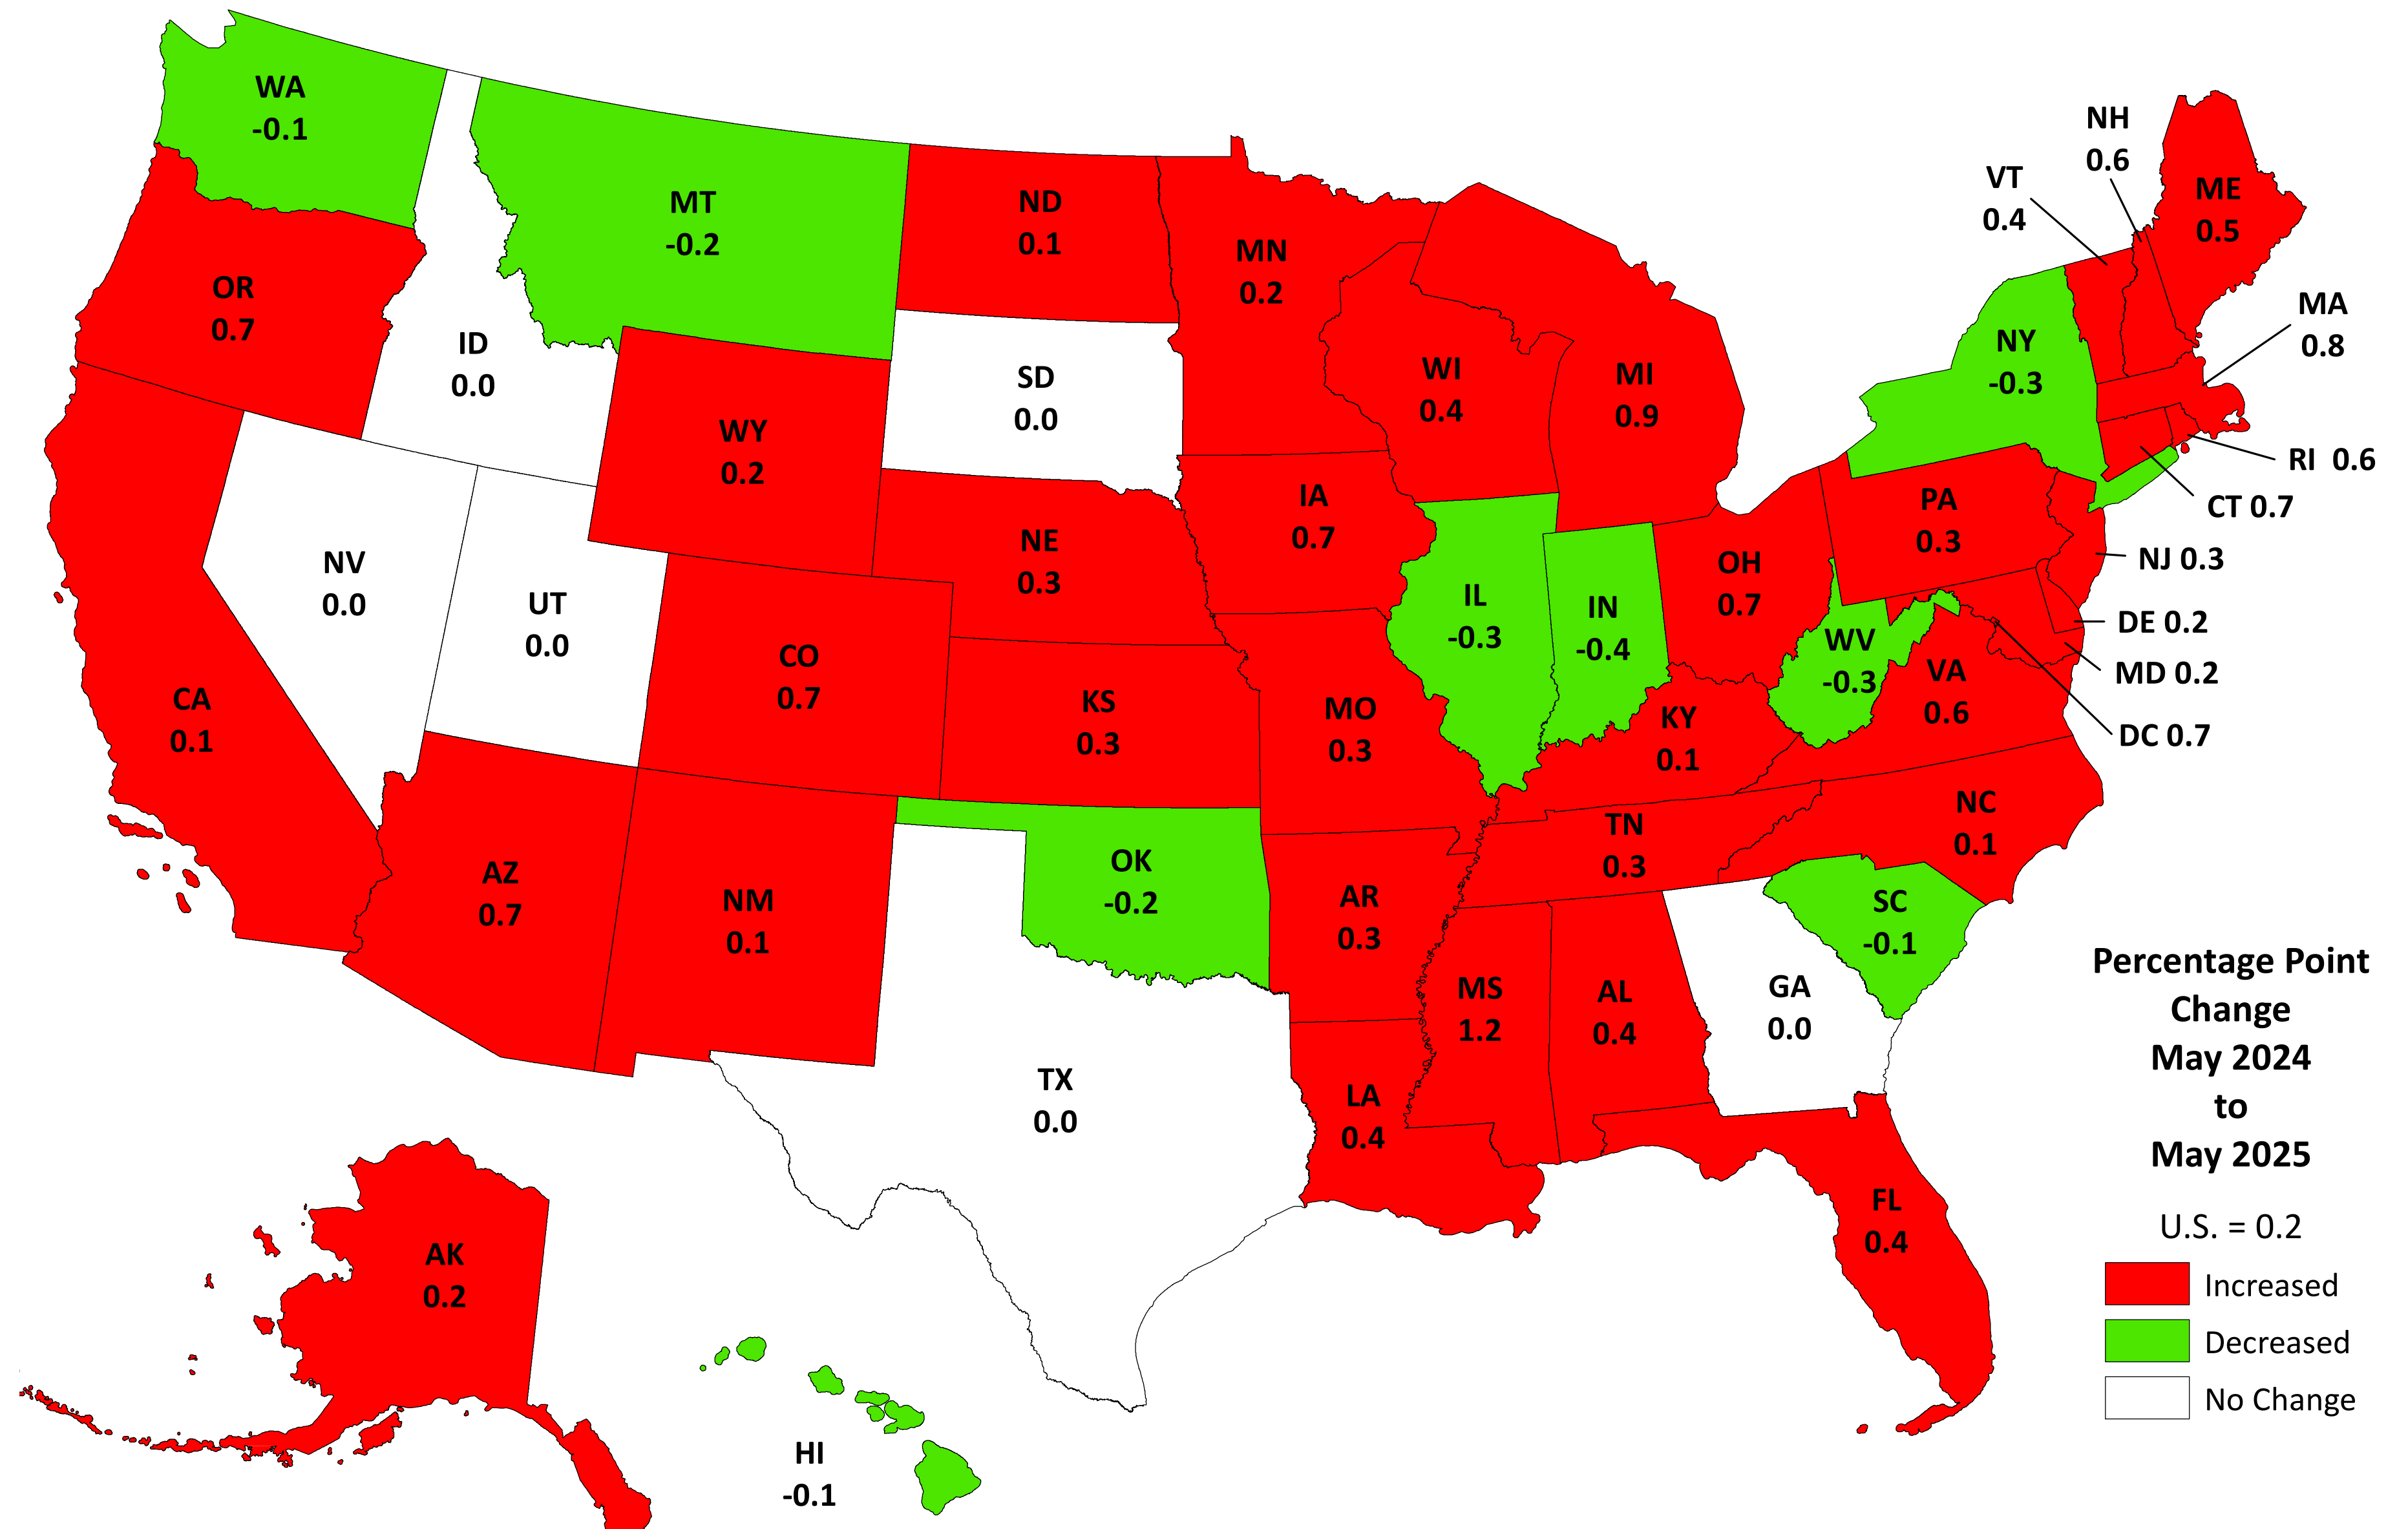 WA
-0.1
MT
-0.2
ND
0.1
MN
0.2
NH
0.6
VT
0.4
ME
0.5
OR
0.7
ID
0.0
SD
0.0
WI
0.4
MI
0.9
NY
-0.3
MA
0.8
WY
0.2
RI 0.6
CT 0.7
IA
0.7
PA
0.3
NE
0.3
NJ 0.3
NV
0.0
UT
0.0
OH
0.7
IL
-0.3
IN
-0.4
DE 0.2
WV
-0.3
MD 0.2
VA
0.6
DC 0.7
CO
0.7
CA
0.1
KS
0.3
MO
0.3
KY
0.1
NC
0.1
TN
0.3
AZ
0.7
NM
0.1
OK
-0.2
AR
0.3
SC
-0.1
MS
1.2
AL
0.4
GA
0.0
TX
0.0
LA
0.4
FL
0.4
AK
0.2
HI
-0.1
Percentage Point
Change
May 2024
to
May 2025
U.S. = 0.2
Increased
Decreased
No Change